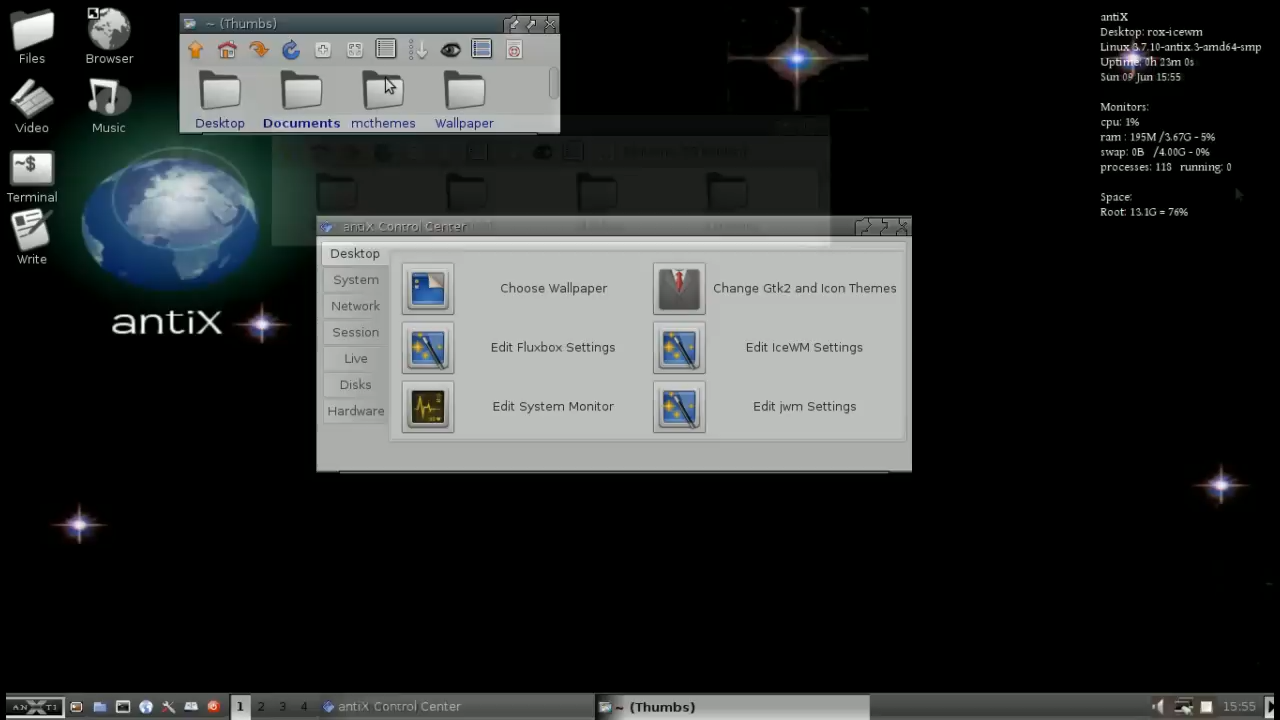 ~ (Thumbs)
Files
Browser
Desktop
Documents
mcthemes
Wallpaper
Video
Music
~$
Terminal
Write
antiX
antiX
Desktop: rox-icewm
Linux 3.7.10-antix.3-amd64-smp
Uptime: 0h 23m 0s
Sun 09 Jun 15:55
Monitors:
cpu: 1%
ram : 195M /3.67G - 5%
swap: 0B /4.00G - 0%
processes: 118 running: 0
Space:
Root: 13.1G = 76%
antiX Control Center
Desktop
System
Network
Session
Live
Disks
Hardware
Choose Wallpaper
Change Gtk2 and Icon Themes
Edit Fluxbox Settings
Edit IceWM Settings
Edit System Monitor
Edit jwm Settings
1 2 3 4
antiX Control Center
~ (Thumbs)
15:55